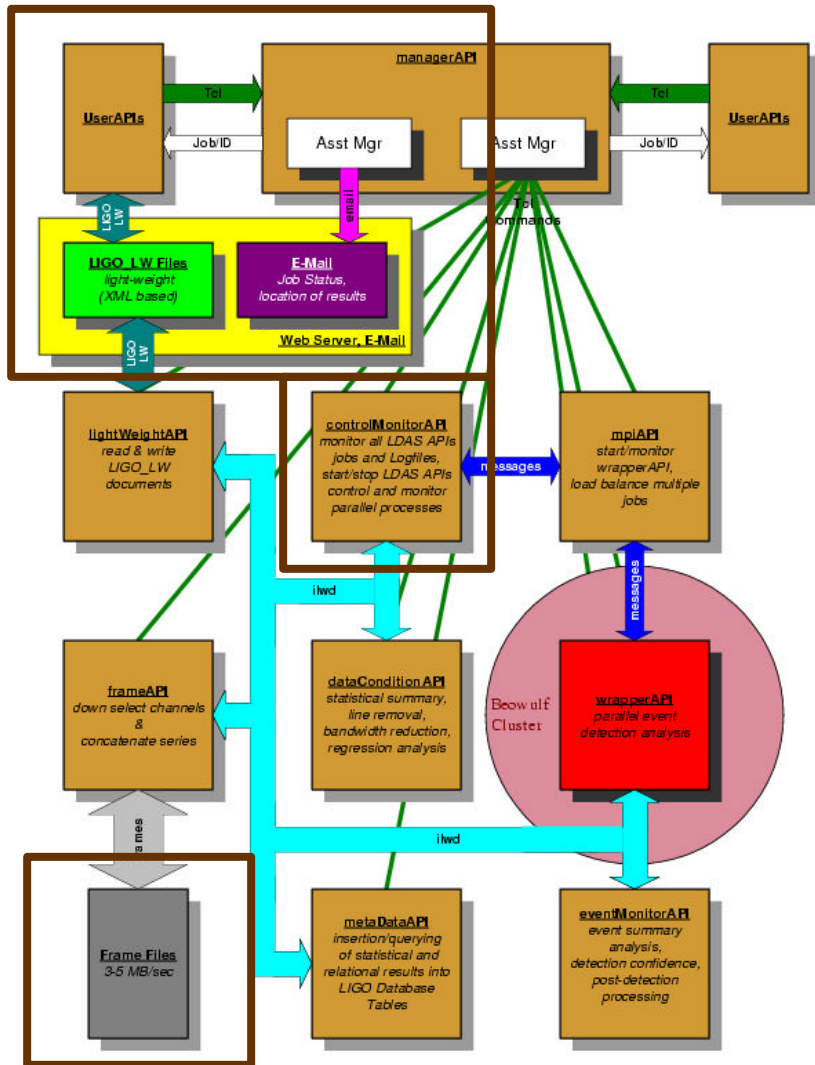 managerAPI
UserAPIs
Tcl
Job/ID
Asst Mgr
Asst Mgr
Tcl
Job/ID
UserAPIs
email
Tcl
Commands
LIGO
LW
LIGO_LW Files
light-weight
(XML based)
E-Mail
Job Status,
location of results
Web Server, E-Mail
LIGO
LW
lightWeightAPI
read & write
LIGO_LW
documents
controlMonitorAPI
monitor all LDAS APIs
jobs and Logfiles,
start/stop LDAS APIs
control and monitor
parallel processes
messages
mpiAPI
start/monitor
wrapperAPI,
load balance multiple
jobs
messages
ilwd
frameAPI
down select channels
&
concatenate series
dataConditionAPI
statistical summary,
line removal,
bandwidth reduction,
regression analysis
Beowulf
Cluster
wrapperAPI
parallel event
detection analysis
ames
ilwd
Frame Files
3-5 MB/sec
metaDataAPI
insertion/querying
of statistical and
relational results into
LIGO Database
Tables
eventMonitorAPI
event summary
analysis,
detection confidence,
post-detection
processing